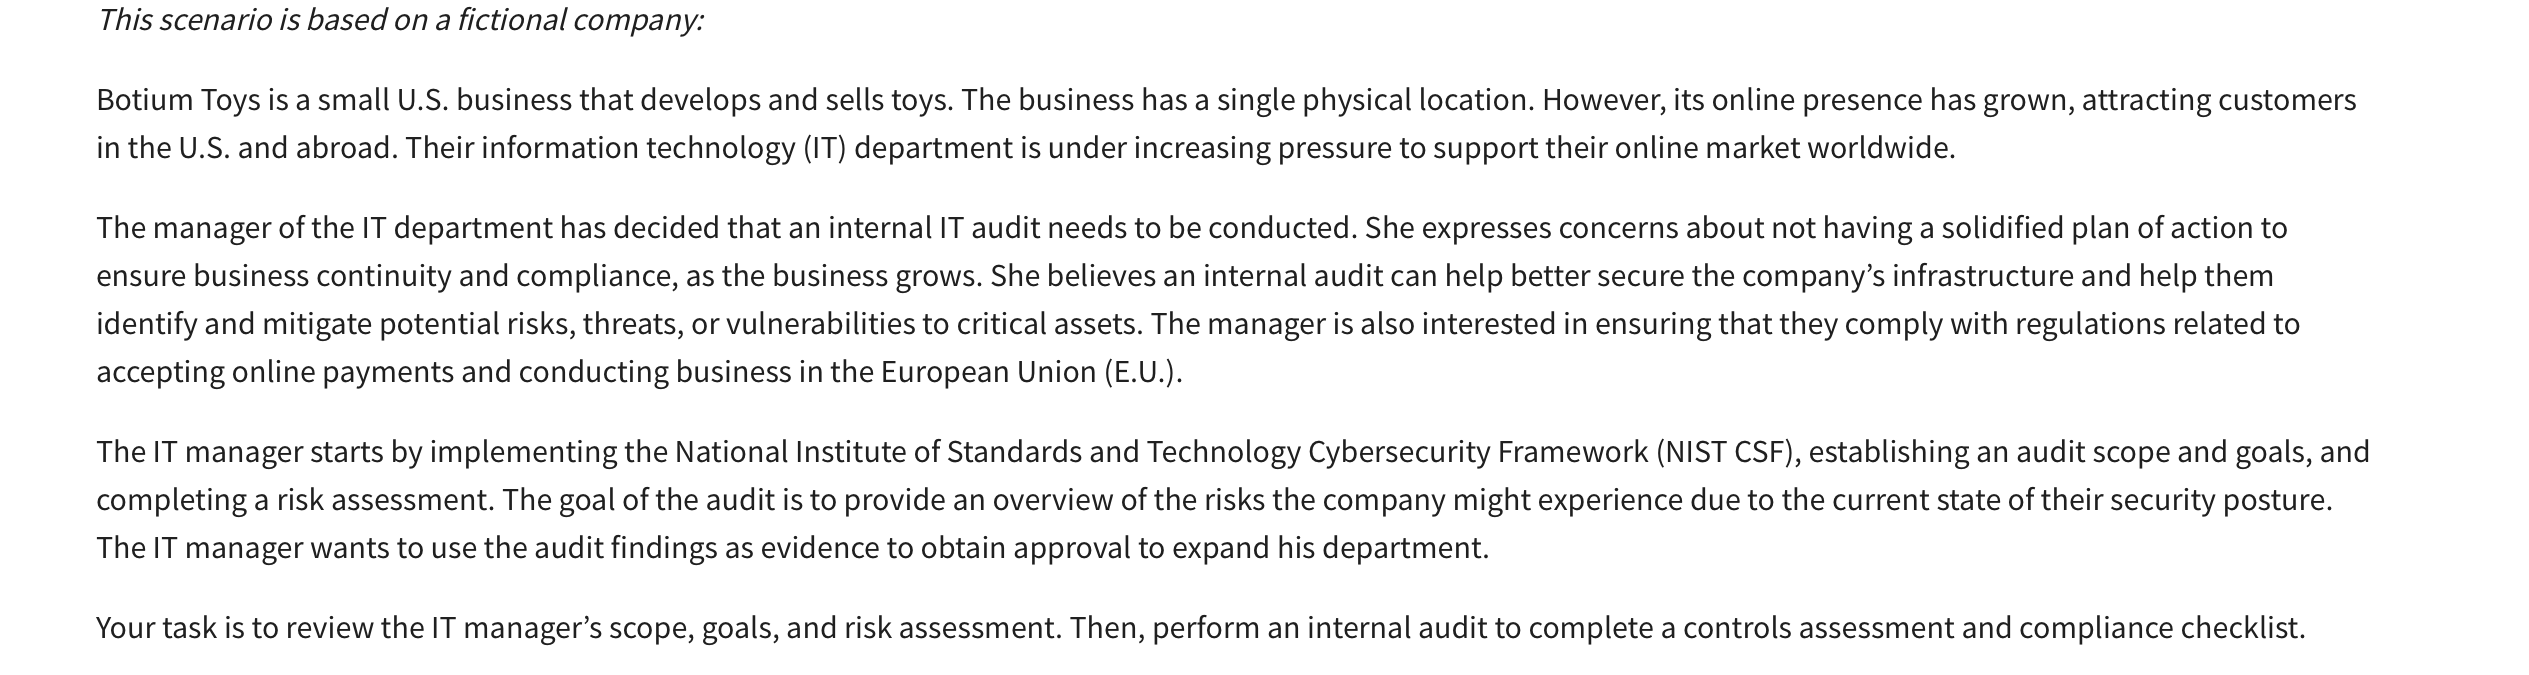 This scenario is based on a fictional company:
Botium Toys is a small U.S. business that develops and sells toys. The business has a single physical location. However, its online presence has grown, attracting customers
in the U.S. and abroad. Their information technology (IT) department is under increasing pressure to support their online market worldwide.
The manager of the IT department has decided that an internal IT audit needs to be conducted. She expresses concerns about not having a solidified plan of action to
ensure business continuity and compliance, as the business grows. She believes an internal audit can help better secure the company’s infrastructure and help them
identify and mitigate potential risks, threats, or vulnerabilities to critical assets. The manager is also interested in ensuring that they comply with regulations related to
accepting online payments and conducting business in the European Union (E.U.).
The IT manager starts by implementing the National Institute of Standards and Technology Cybersecurity Framework (NIST CSF), establishing an audit scope and goals, and
completing a risk assessment. The goal of the audit is to provide an overview of the risks the company might experience due to the current state of their security posture.
The IT manager wants to use the audit findings as evidence to obtain approval to expand his department.
Your task is to review the IT manager’s scope, goals, and risk assessment. Then, perform an internal audit to complete a controls assessment and compliance checklist.